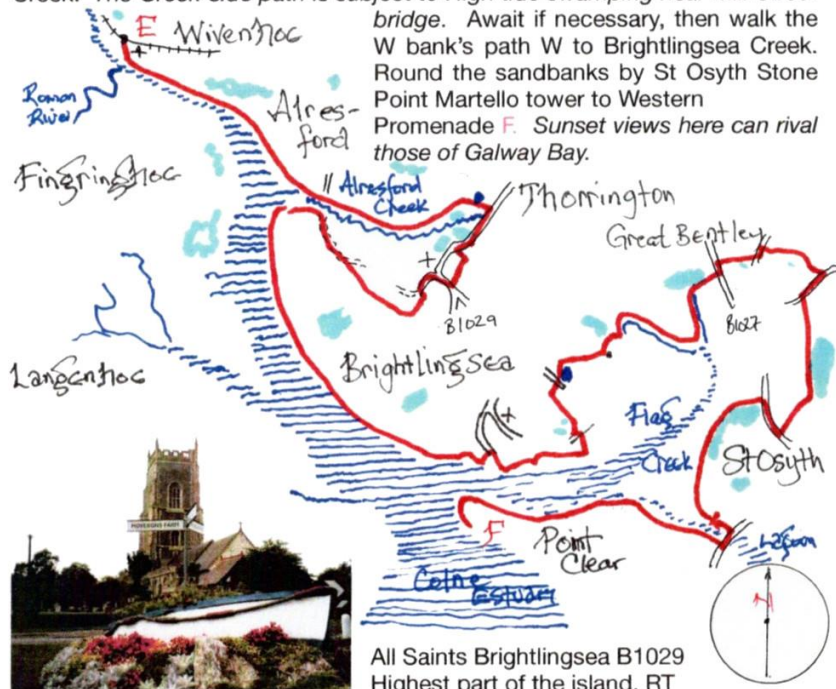 bridge. Await if necessary, then walk the
W bank's path W to Brightlingsea Creek.
Round the sandbanks by St Osyth Stone
Point Martello tower to Western
Promenade F. Sunset views here can rival
those of Galway Bay.
E
Wivenhoe
Roman
River
Alres-
ford
Fingringhoe
Alresford
Creek
Thorrington
Great Bentley
B1029
B1027
Langenhoe
Brightlingsea
Flag
Creek
St Osyth
F
Point
Clear
Lagoon
Colne
Estuary
N
All Saints Brightlingsea B1029
Highest part of the island. RT